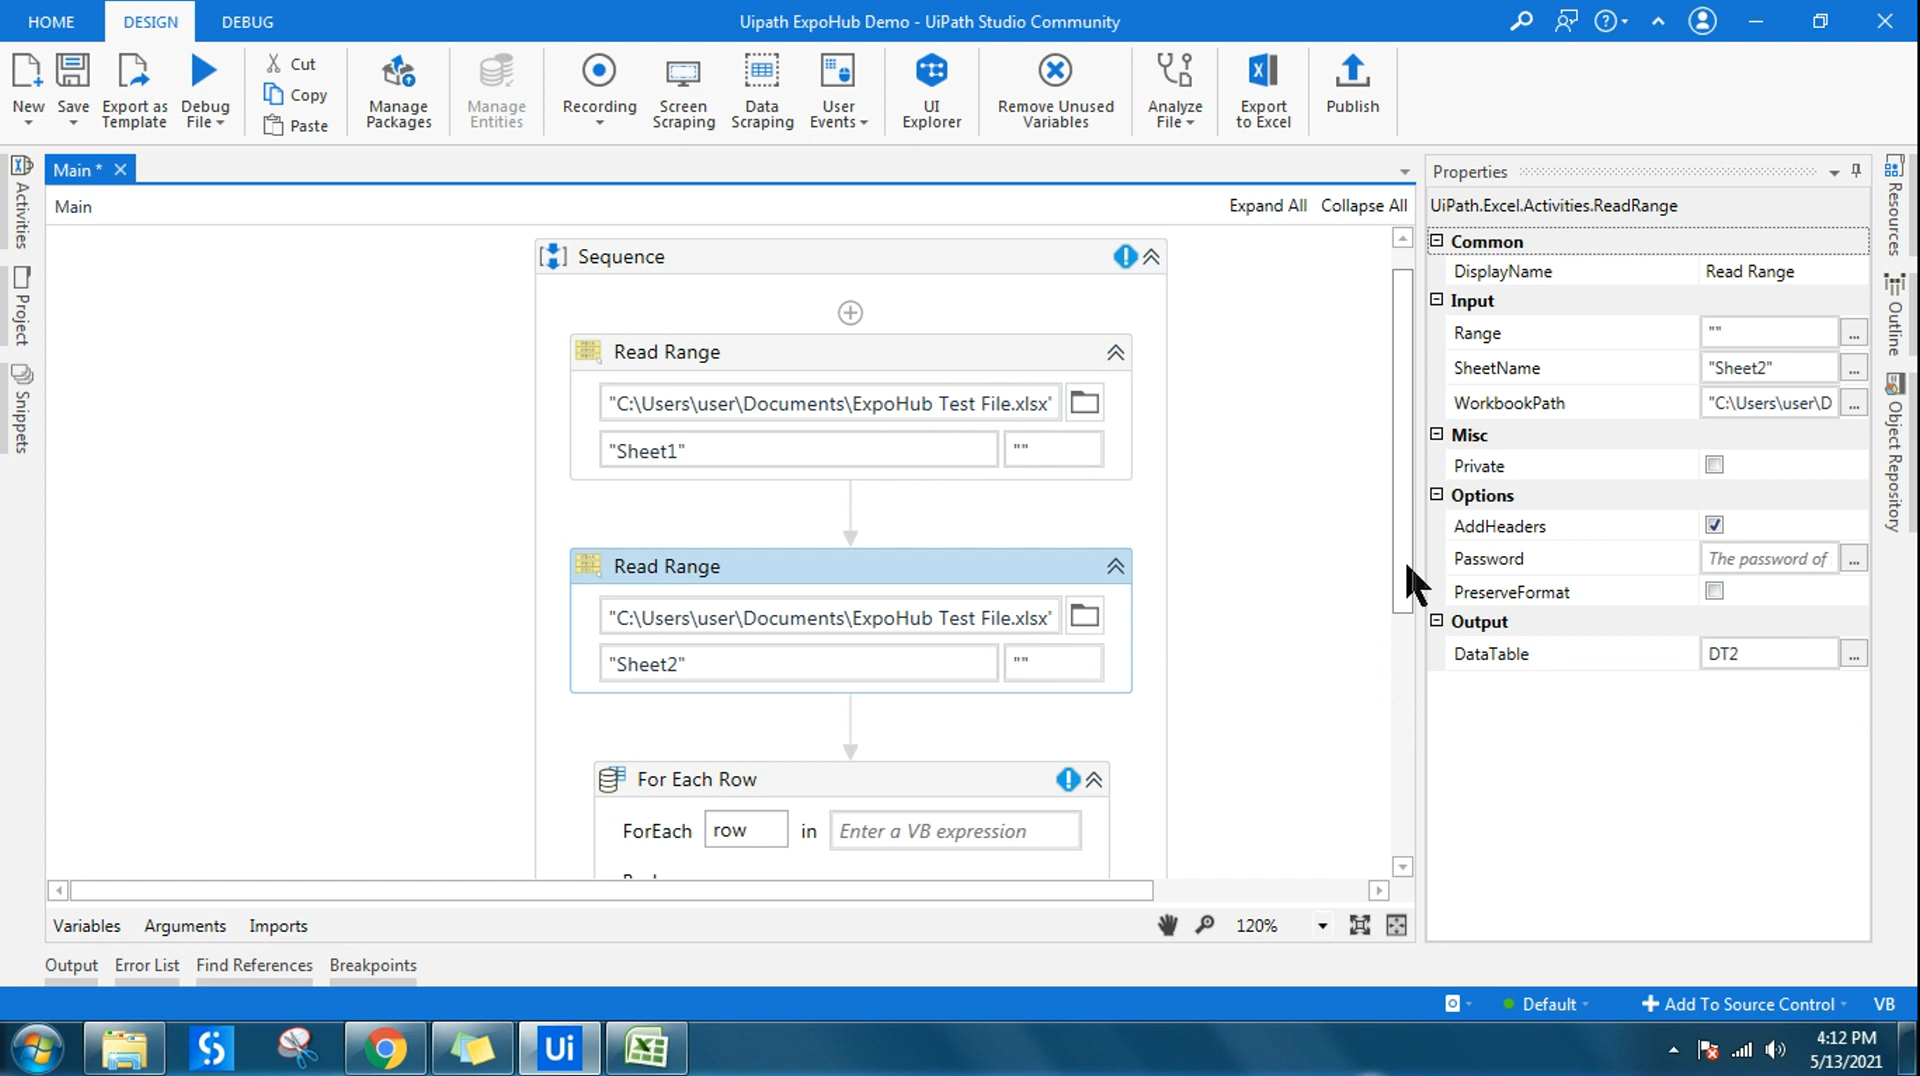 HOME DESIGN DEBUG Uipath ExpoHub Demo - UiPath Studio Community
New Save Export as Template Debug File
Cut
Copy
Paste
Manage Packages Manage Entities Recording Screen Scraping Data Scraping User Events UI Explorer Remove Unused Variables Analyze File Export to Excel Publish
Activities
Project
Snippets
Main *
Main Expand All Collapse All
Sequence
Read Range
"C:\Users\user\Documents\ExpoHub Test File.xlsx"
"Sheet1" ""
Read Range
"C:\Users\user\Documents\ExpoHub Test File.xlsx"
"Sheet2" ""
For Each Row
ForEach row in Enter a VB expression
Properties
UiPath.Excel.Activities.ReadRange
Common
DisplayName Read Range
Input
Range "" ...
SheetName "Sheet2" ...
WorkbookPath "C:\Users\user\D ...
Misc
Private
Options
AddHeaders
Password The password of ...
PreserveFormat
Output
DataTable DT2 ...
Resources
Outline
Object Repository
Variables Arguments Imports 120%
Output Error List Find References Breakpoints
Default Add To Source Control VB
S Ui
4:12 PM
5/13/2021